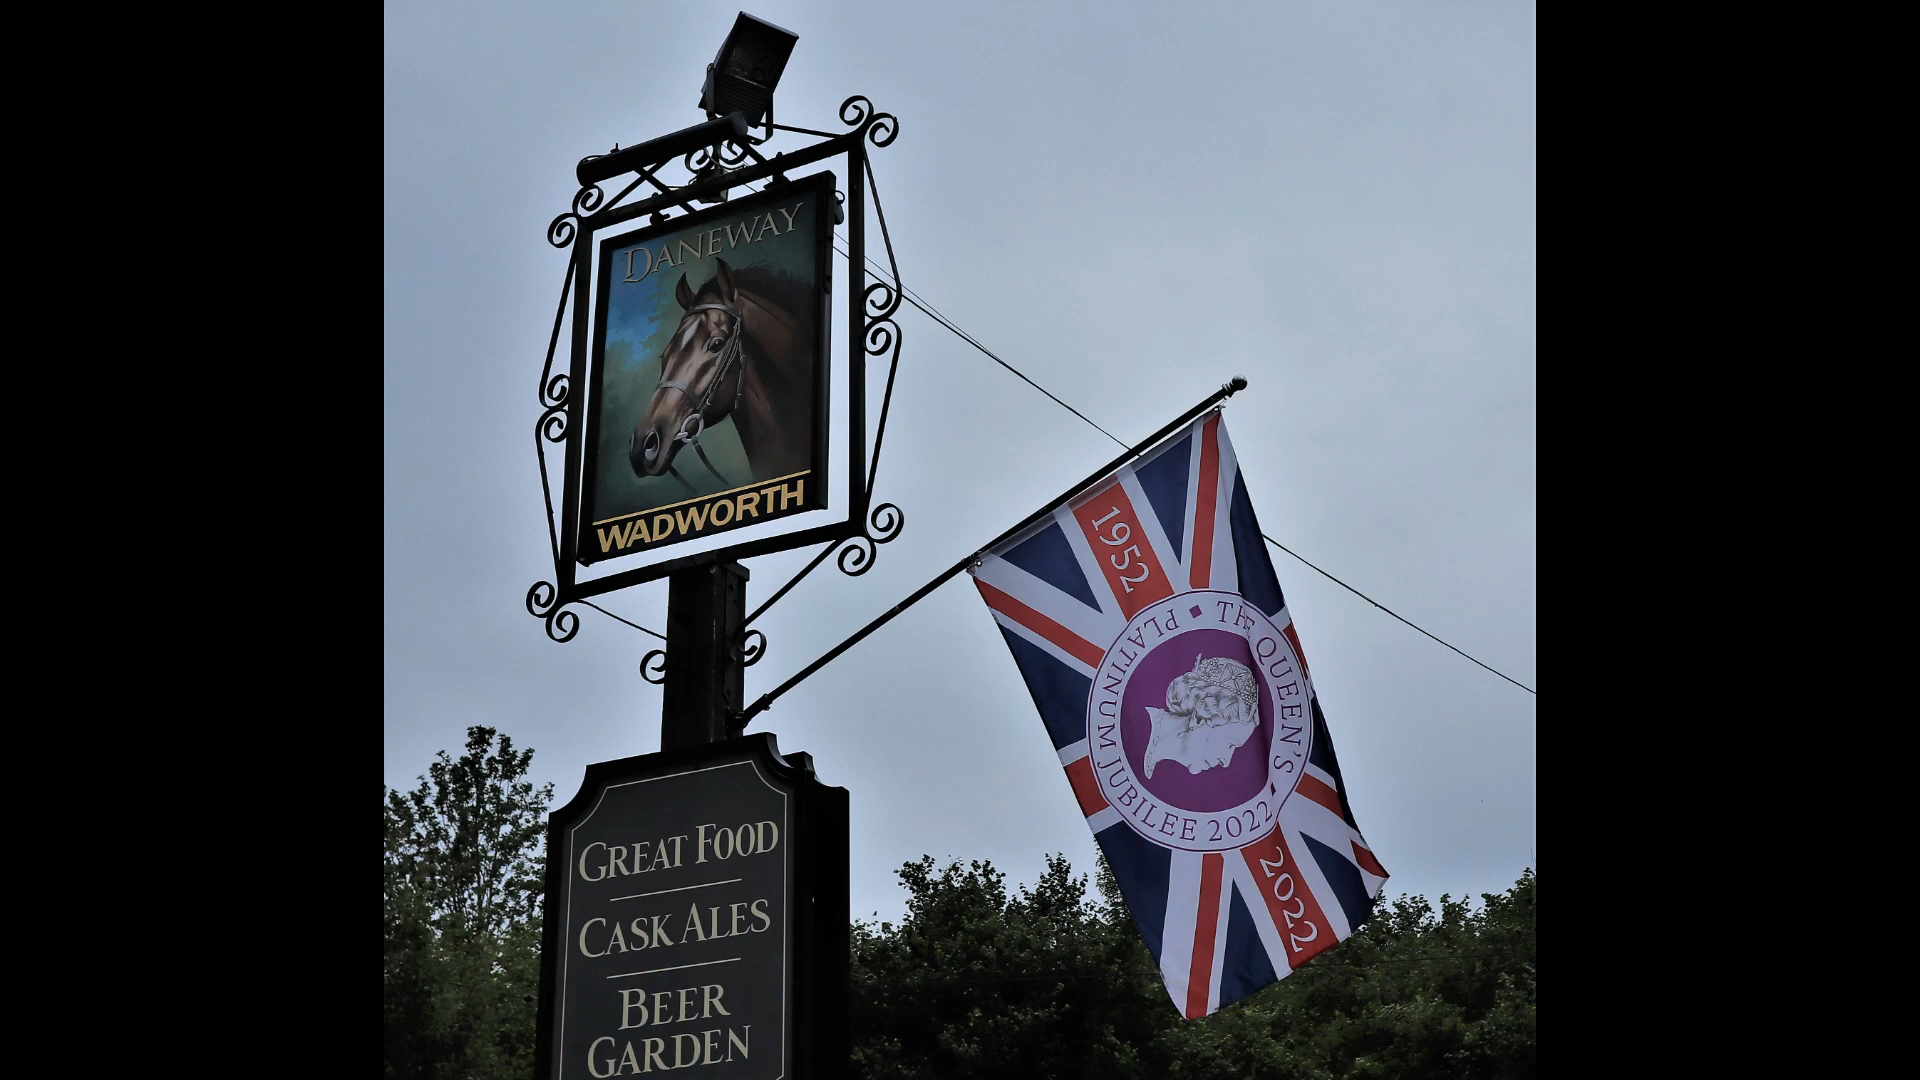 DANEWAY
WADWORTH
GREAT FOOD
CASK ALES
BEER
GARDEN
1952
THE QUEEN'S
PLATINUM JUBILEE 2022
2022